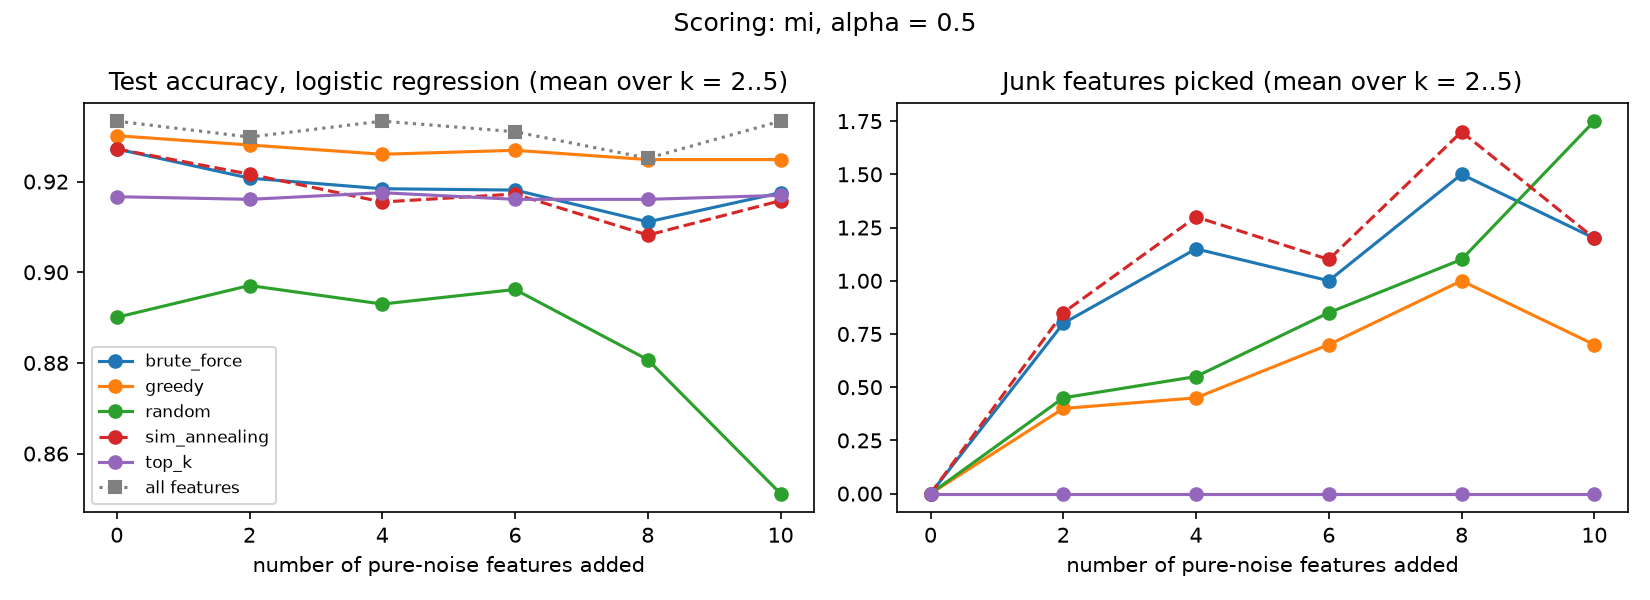 Scoring: mi, alpha = 0.5
Test accuracy, logistic regression (mean over k = 2..5)
0.92
0.90
0.88
0.86
brute_force
greedy
random
sim_annealing
top_k
all features
0 2 4 6 8 10
number of pure-noise features added
Junk features picked (mean over k = 2..5)
1.75
1.50
1.25
1.00
0.75
0.50
0.25
0.00
0 2 4 6 8 10
number of pure-noise features added